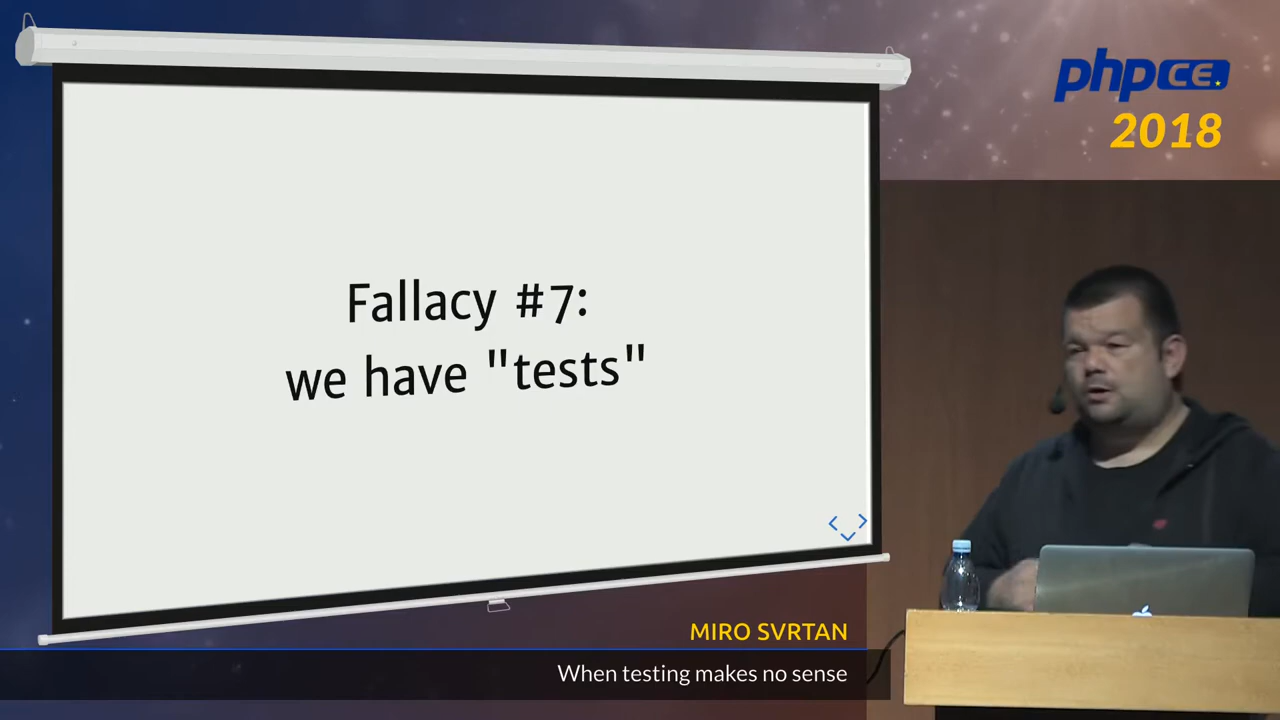 phpce
2018
Fallacy #7:
we have "tests"
MIRO SVRTAN
When testing makes no sense